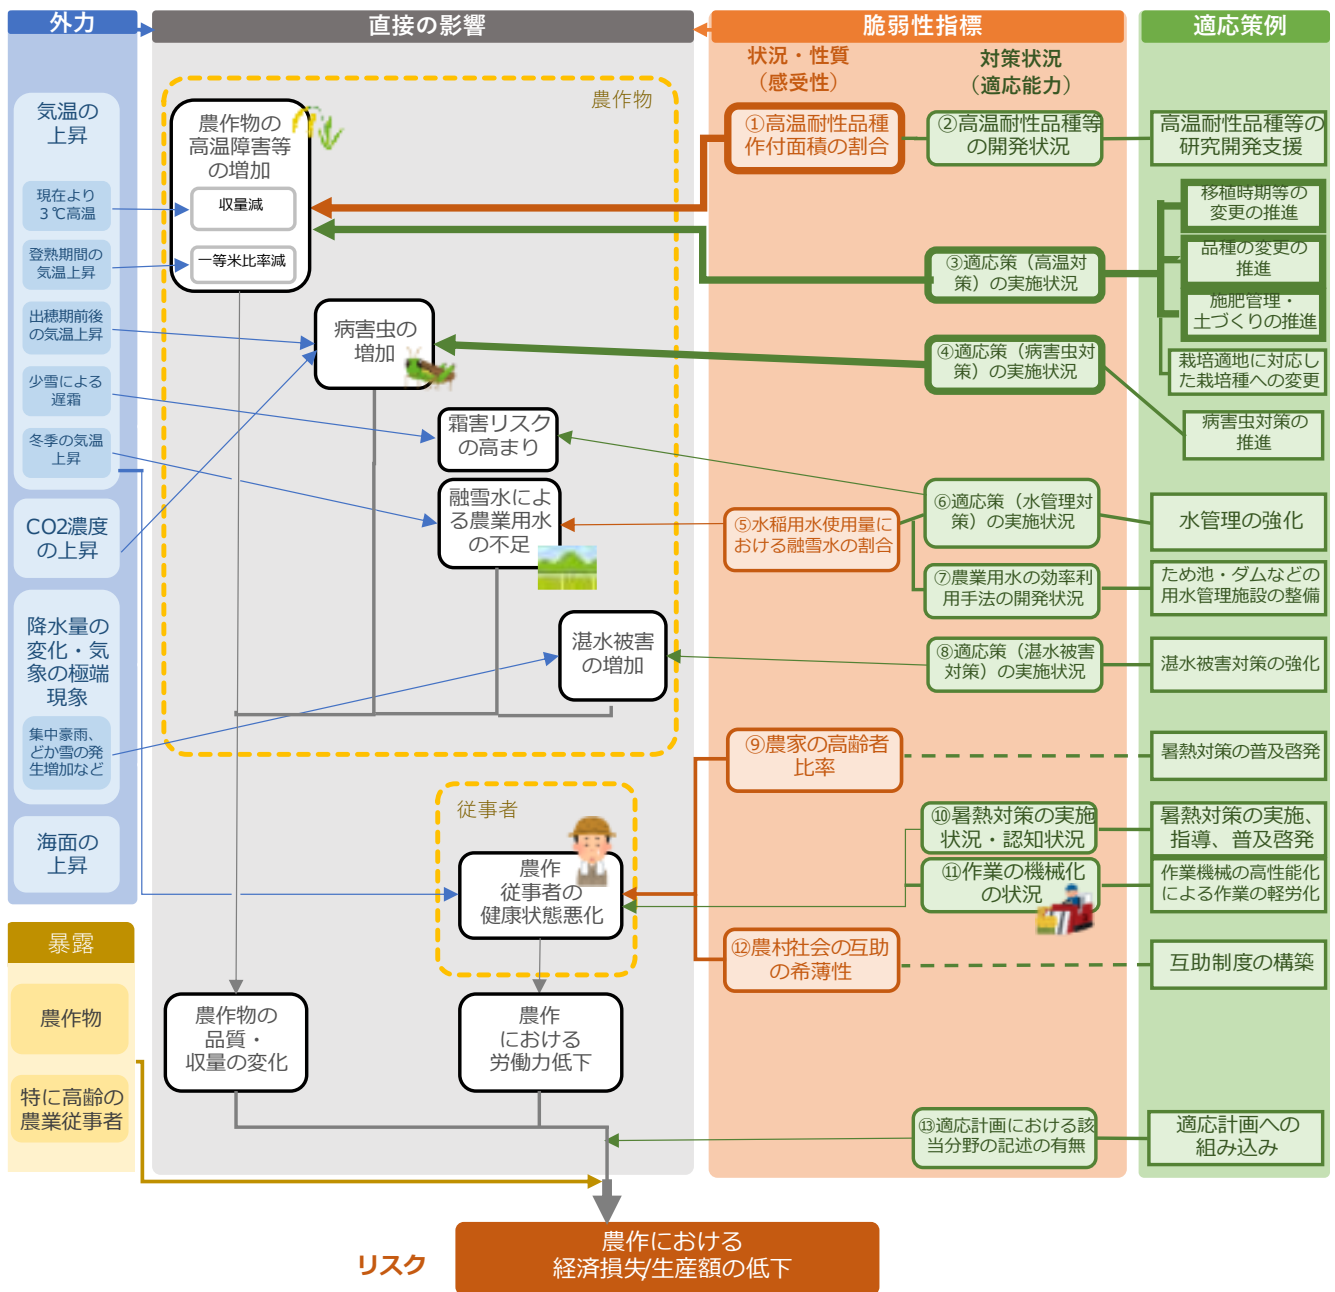 外力
直接の影響
脆弱性指標
適応策例
状況・性質
（感受性）
対策状況
（適応能力）
気温の
上昇
現在より
３℃高温
登熟期間の
気温上昇
出穂期前後
の気温上昇
少雪による
遅霜
冬季の気温
上昇
CO2濃度
の上昇
降水量の
変化・気
象の極端
現象
集中豪雨、
どか雪の発
生増加など
海面の
上昇
暴露
農作物
特に高齢の
農業従事者
農作物
農作物の
高温障害等
の増加
収量減
一等米比率減
病害虫の
増加
霜害リスク
の高まり
融雪水によ
る農業用水
の不足
湛水被害
の増加
従事者
農作
従事者の
健康状態悪化
農作物の
品質・
収量の変化
農作
における
労働力低下
①高温耐性品種
作付面積の割合
②高温耐性品種等
の開発状況
③適応策（高温対
策）の実施状況
④適応策（病害虫対
策）の実施状況
⑤水稲用水使用量に
おける融雪水の割合
⑥適応策（水管理対
策）の実施状況
⑦農業用水の効率利
用手法の開発状況
⑧適応策（湛水被害
対策）の実施状況
⑨農家の高齢者
比率
⑩暑熱対策の実施
状況・認知状況
⑪作業の機械化
の状況
⑫農村社会の互助
の希薄性
⑬適応計画における該
当分野の記述の有無
高温耐性品種等の
研究開発支援
移植時期等の
変更の推進
品種の変更の
推進
施肥管理・
土づくりの推進
栽培適地に対応し
た栽培種への変更
病害虫対策の
推進
水管理の強化
ため池・ダムなどの
用水管理施設の整備
湛水被害対策の強化
暑熱対策の普及啓発
暑熱対策の実施、
指導、普及啓発
作業機械の高性能化
による作業の軽労化
互助制度の構築
適応計画への
組み込み
リスク
農作における
経済損失/生産額の低下